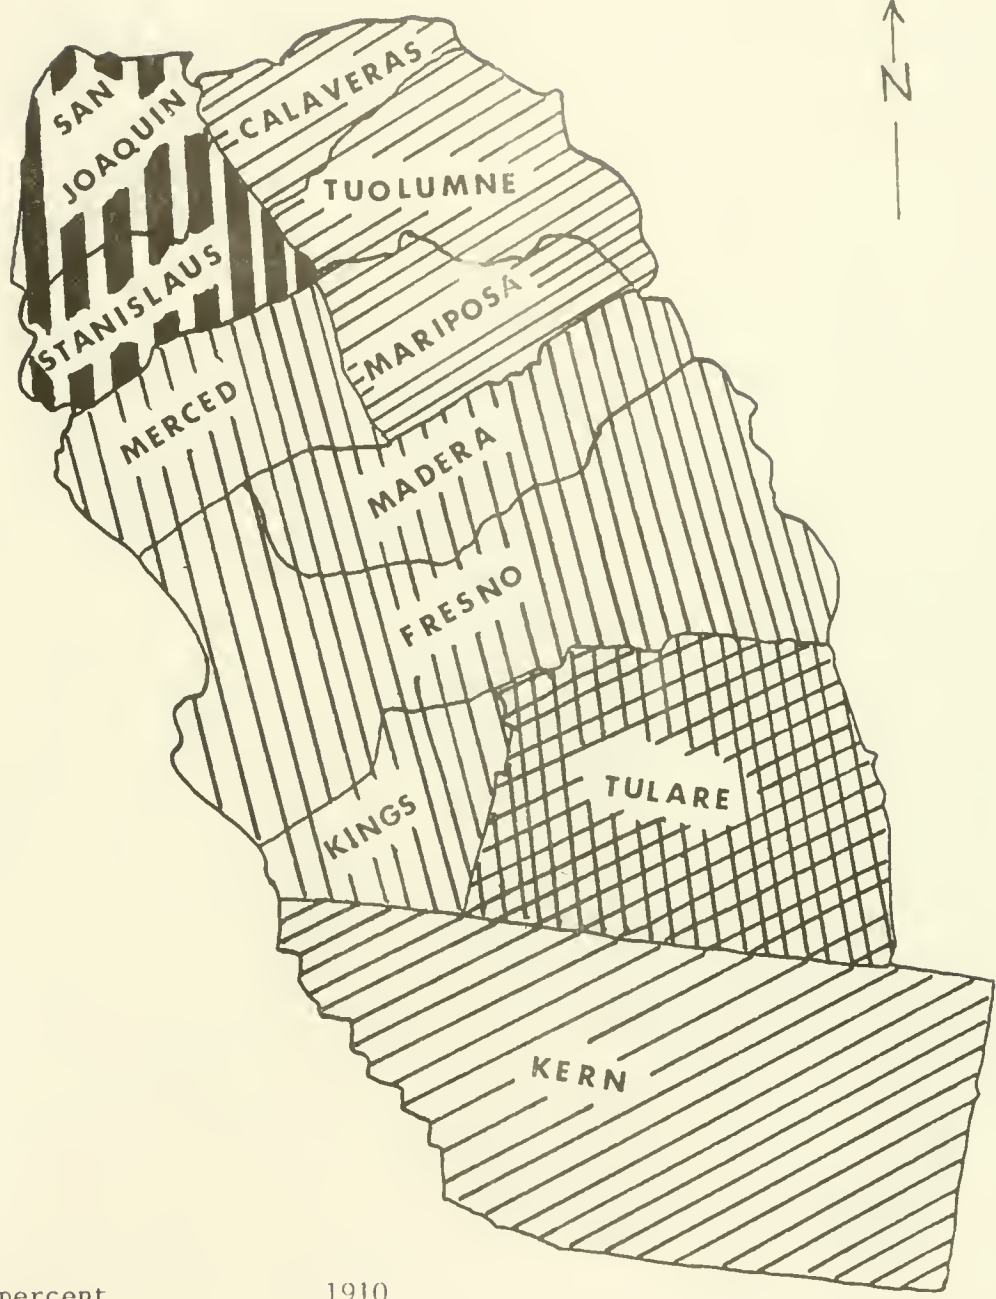 N
SAN
JOAQUIN
CALAVERAS
TUOLUMNE
STANISLAUS
MARIPOSA
MERCED
MADERA
FRESNO
KINGS
TULARE
KERN
percent
1910